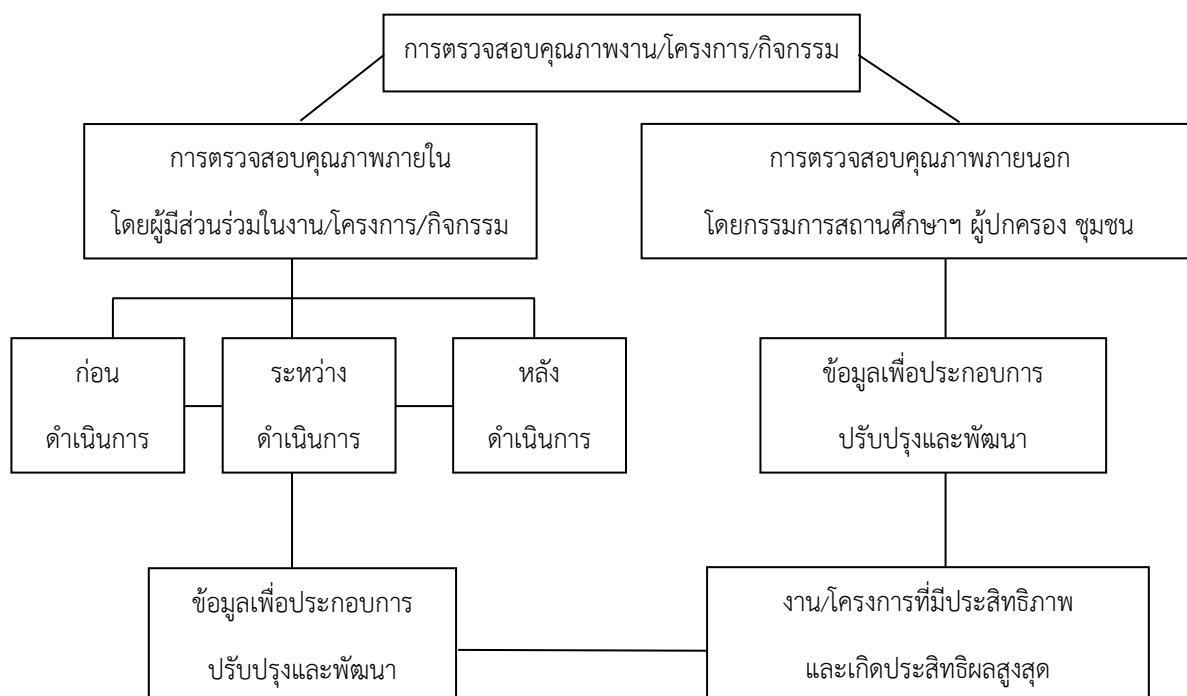 การตรวจสอบคุณภาพงาน/โครงการ/กิจกรรม
การตรวจสอบคุณภาพภายใน
โดยผู้มีส่วนร่วมในงาน/โครงการ/กิจกรรม
การตรวจสอบคุณภาพภายนอก
โดยกรรมการสถานศึกษาฯ ผู้ปกครอง ชุมชน
ก่อน
ดำเนินการ
ระหว่าง
ดำเนินการ
หลัง
ดำเนินการ
ข้อมูลเพื่อประกอบการ
ปรับปรุงและพัฒนา
ข้อมูลเพื่อประกอบการ
ปรับปรุงและพัฒนา
งาน/โครงการที่มีประสิทธิภาพ
และเกิดประสิทธิผลสูงสุด